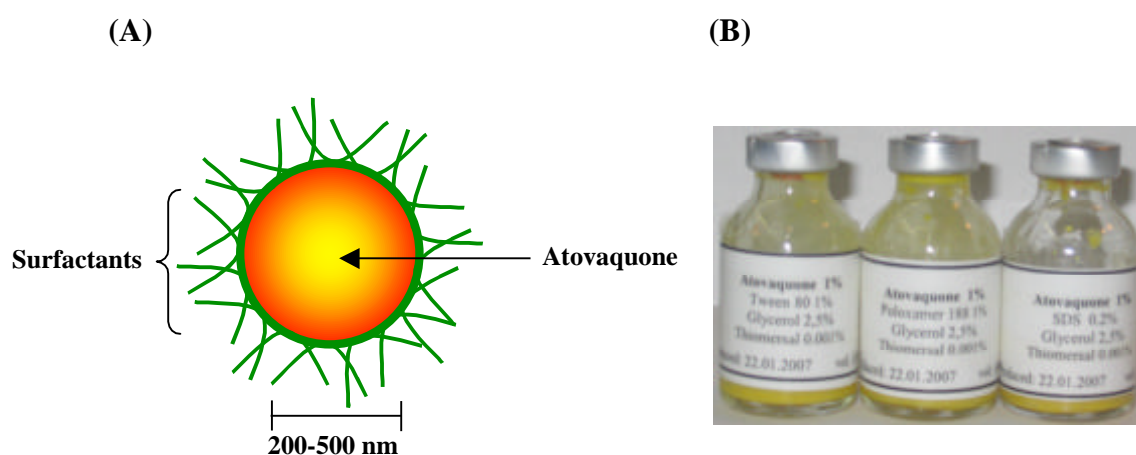 (A)
(B)
Surfactants
Atovaquone
200-500 nm
Atovaquone 1%
Tween 80 1%
Glycerol 2,5%
Thiomersal 0.001%
22.01.2007
Atovaquone 1%
Poloxamer 188 1%
Glycerol 2,5%
Thiomersal 0.001%
22.01.2007
Atovaquone 1%
SDS 0.2%
Glycerol 2,5%
Thiomersal 0.001%
22.01.2007